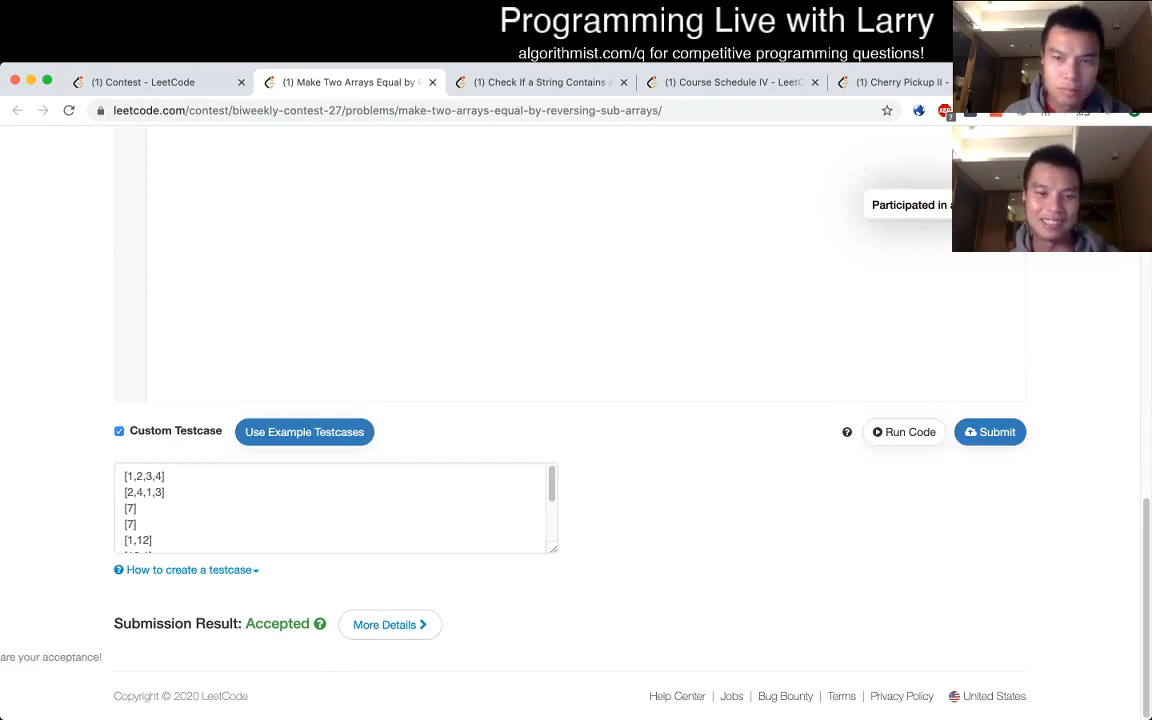 Programming Live with Larry
algorithmist.com/q for competitive programming questions!
(1) Contest - LeetCode
(1) Make Two Arrays Equal by
(1) Check If a String Contains
(1) Course Schedule IV - LeetC
(1) Cherry Pickup II -
leetcode.com/contest/biweekly-contest-27/problems/make-two-arrays-equal-by-reversing-sub-arrays/
Participated in
Custom Testcase
Use Example Testcases
Run Code
Submit
[1,2,3,4]
[2,4,1,3]
[7]
[7]
[1,12]
How to create a testcase
Submission Result: Accepted
More Details
are your acceptance!
Copyright © 2020 LeetCode
Help Center | Jobs | Bug Bounty | Terms | Privacy Policy
United States